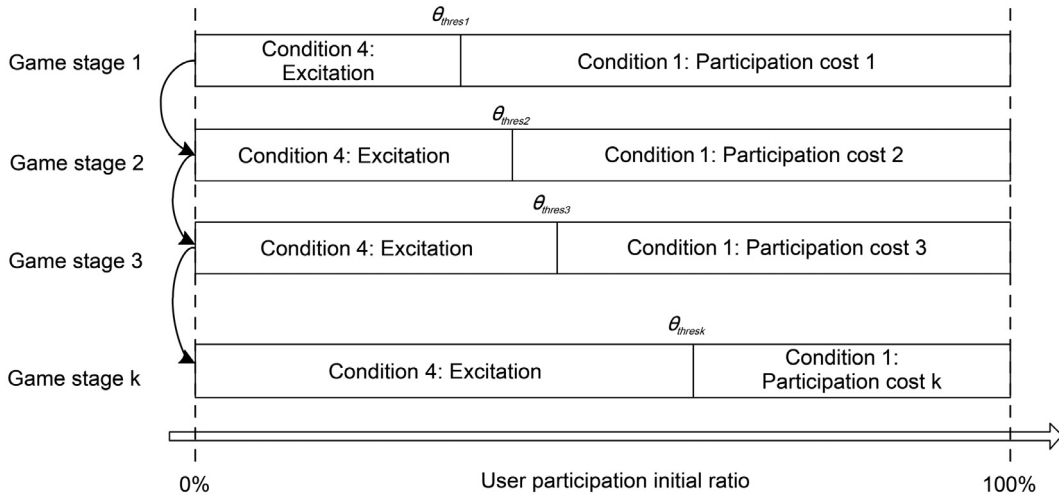 θthres1
Game stage 1
Condition 4:
Excitation
Condition 1: Participation cost 1
θthres2
Game stage 2
Condition 4: Excitation
Condition 1: Participation cost 2
θthres3
Game stage 3
Condition 4: Excitation
Condition 1: Participation cost 3
θthresk
Game stage k
Condition 4: Excitation
Condition 1:
Participation cost k
0%
User participation initial ratio
100%